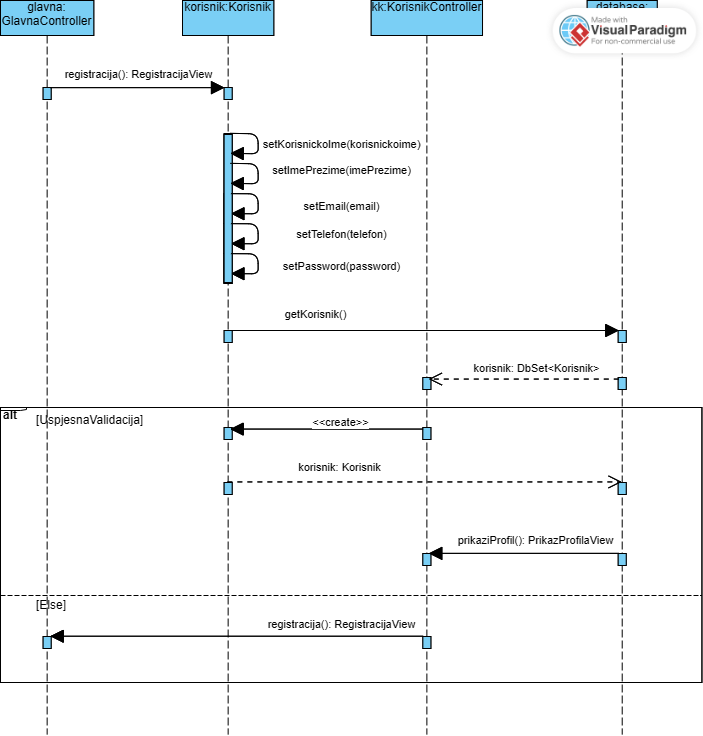 glavna:
GlavnaController
korisnik:Korisnik
kk:KorisnikController
database:
Made with
VisualParadigm
For non-commercial use
registracija(): RegistracijaView
setKorisnickoIme(korisnickoime)
setImePrezime(imePrezime)
setEmail(email)
setTelefon(telefon)
setPassword(password)
getKorisnik()
korisnik: DbSet<Korisnik>
alt
[UspjesnaValidacija]
<<create>>
korisnik: Korisnik
prikaziProfil(): PrikazProfilaView
[Else]
registracija(): RegistracijaView